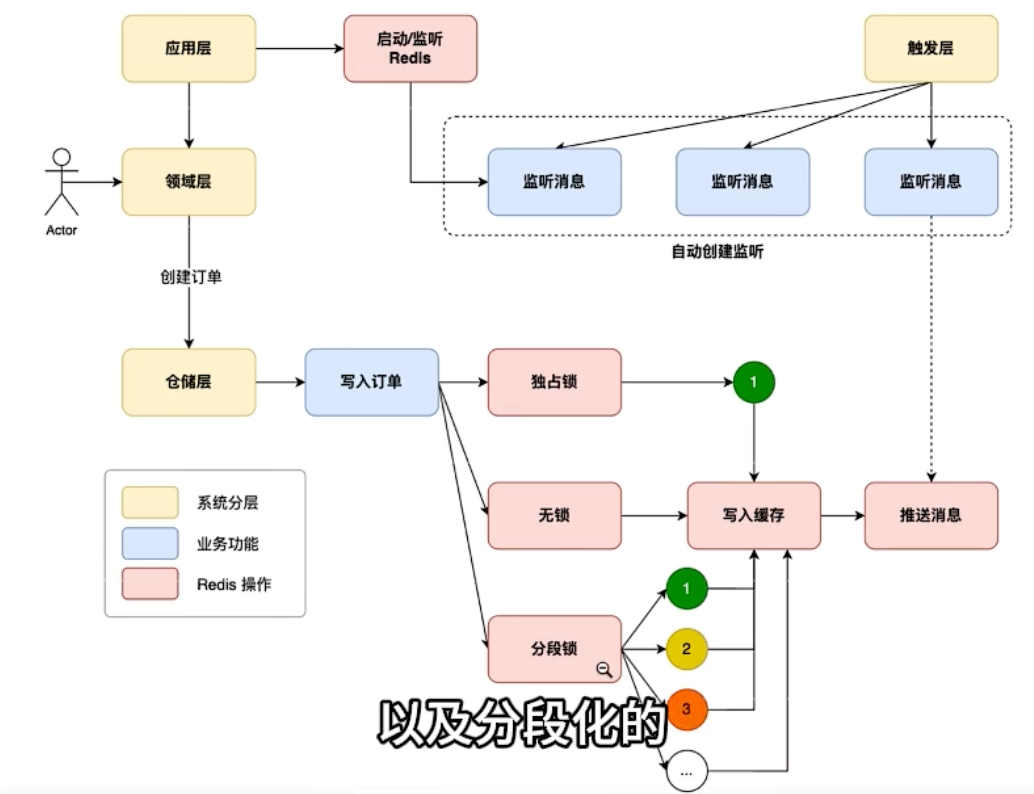 应用层
启动/监听
Redis
触发层
Actor
领域层
监听消息
监听消息
监听消息
自动创建监听
创建订单
仓储层
写入订单
独占锁
1
系统分层
业务功能
Redis 操作
无锁
写入缓存
推送消息
分段锁
1
2
3
...
以及分段化的